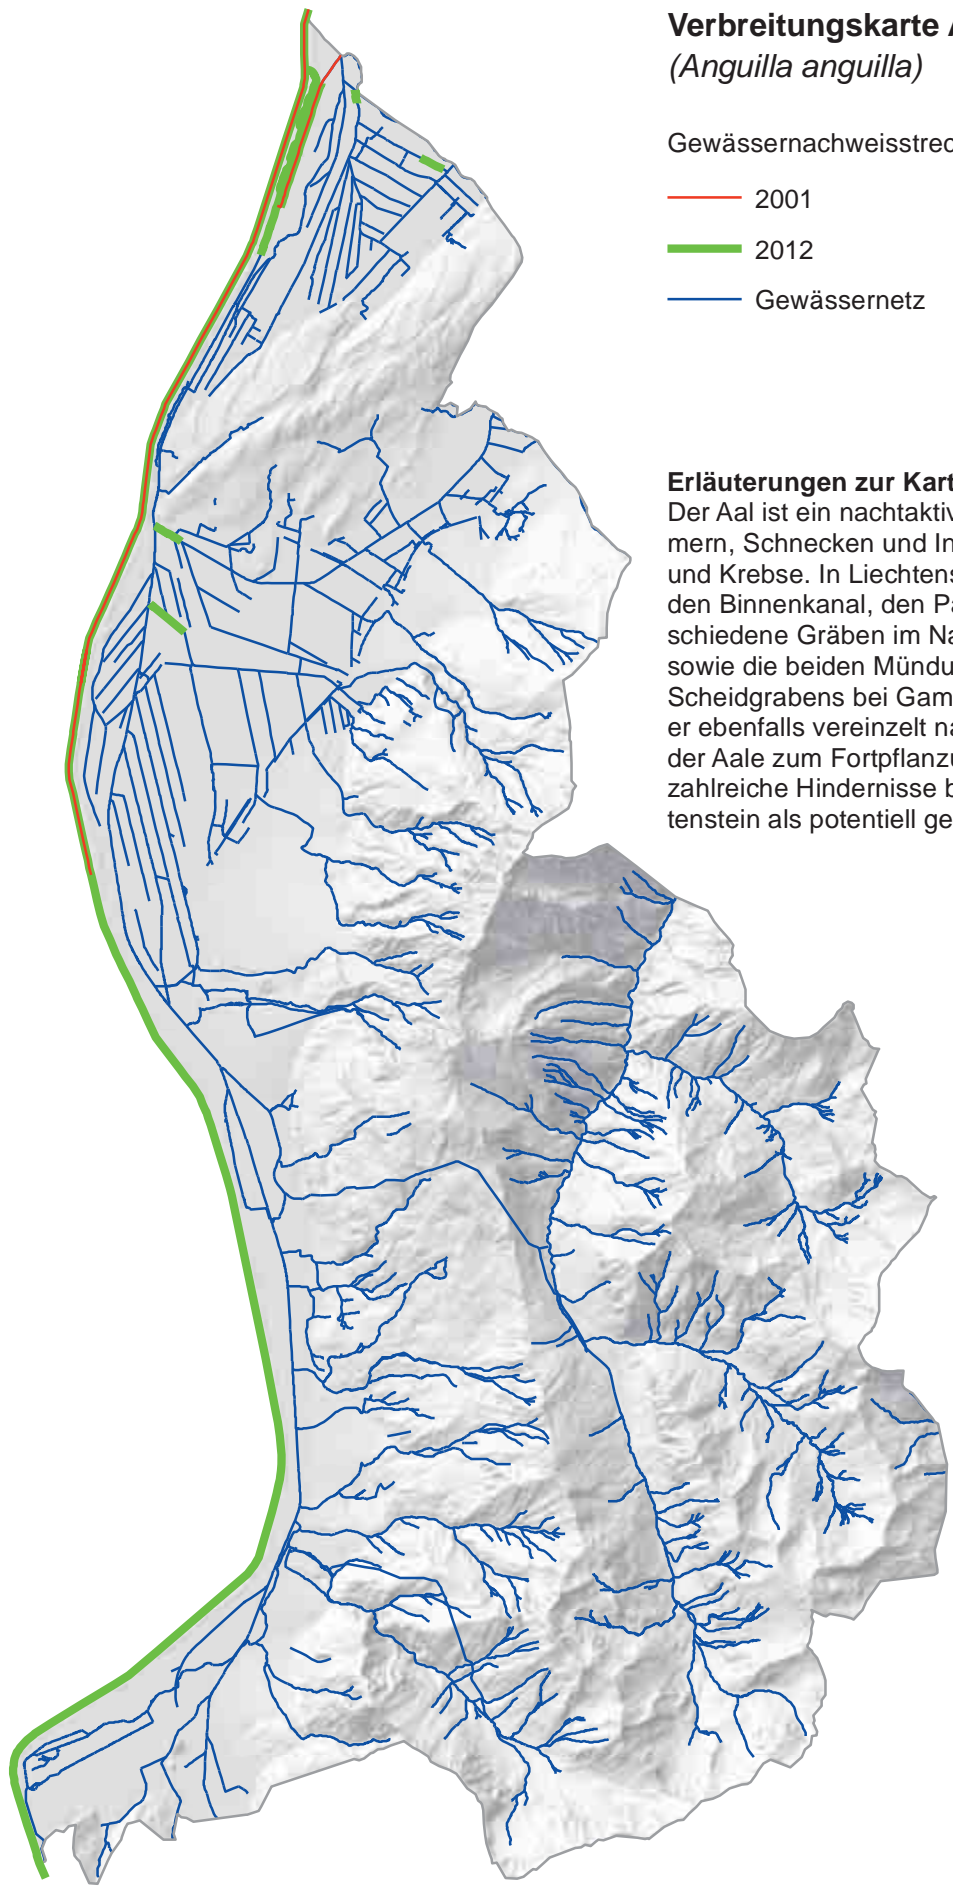 Verbreitungskarte
(Anguilla anguilla)
Gewässernachweisstrec
2001
2012
Gewässernetz
Erläuterungen zur Kart
Der Aal ist ein nachtaktiv
mern, Schnecken und In
und Krebse. In Liechtens
den Binnenkanal, den Pa
schiedene Gräben im Na
sowie die beiden Mündu
Scheidgrabens bei Gam
er ebenfalls vereinzelt na
der Aale zum Fortpflanzu
zahlreiche Hindernisse b
tenstein als potentiell ge